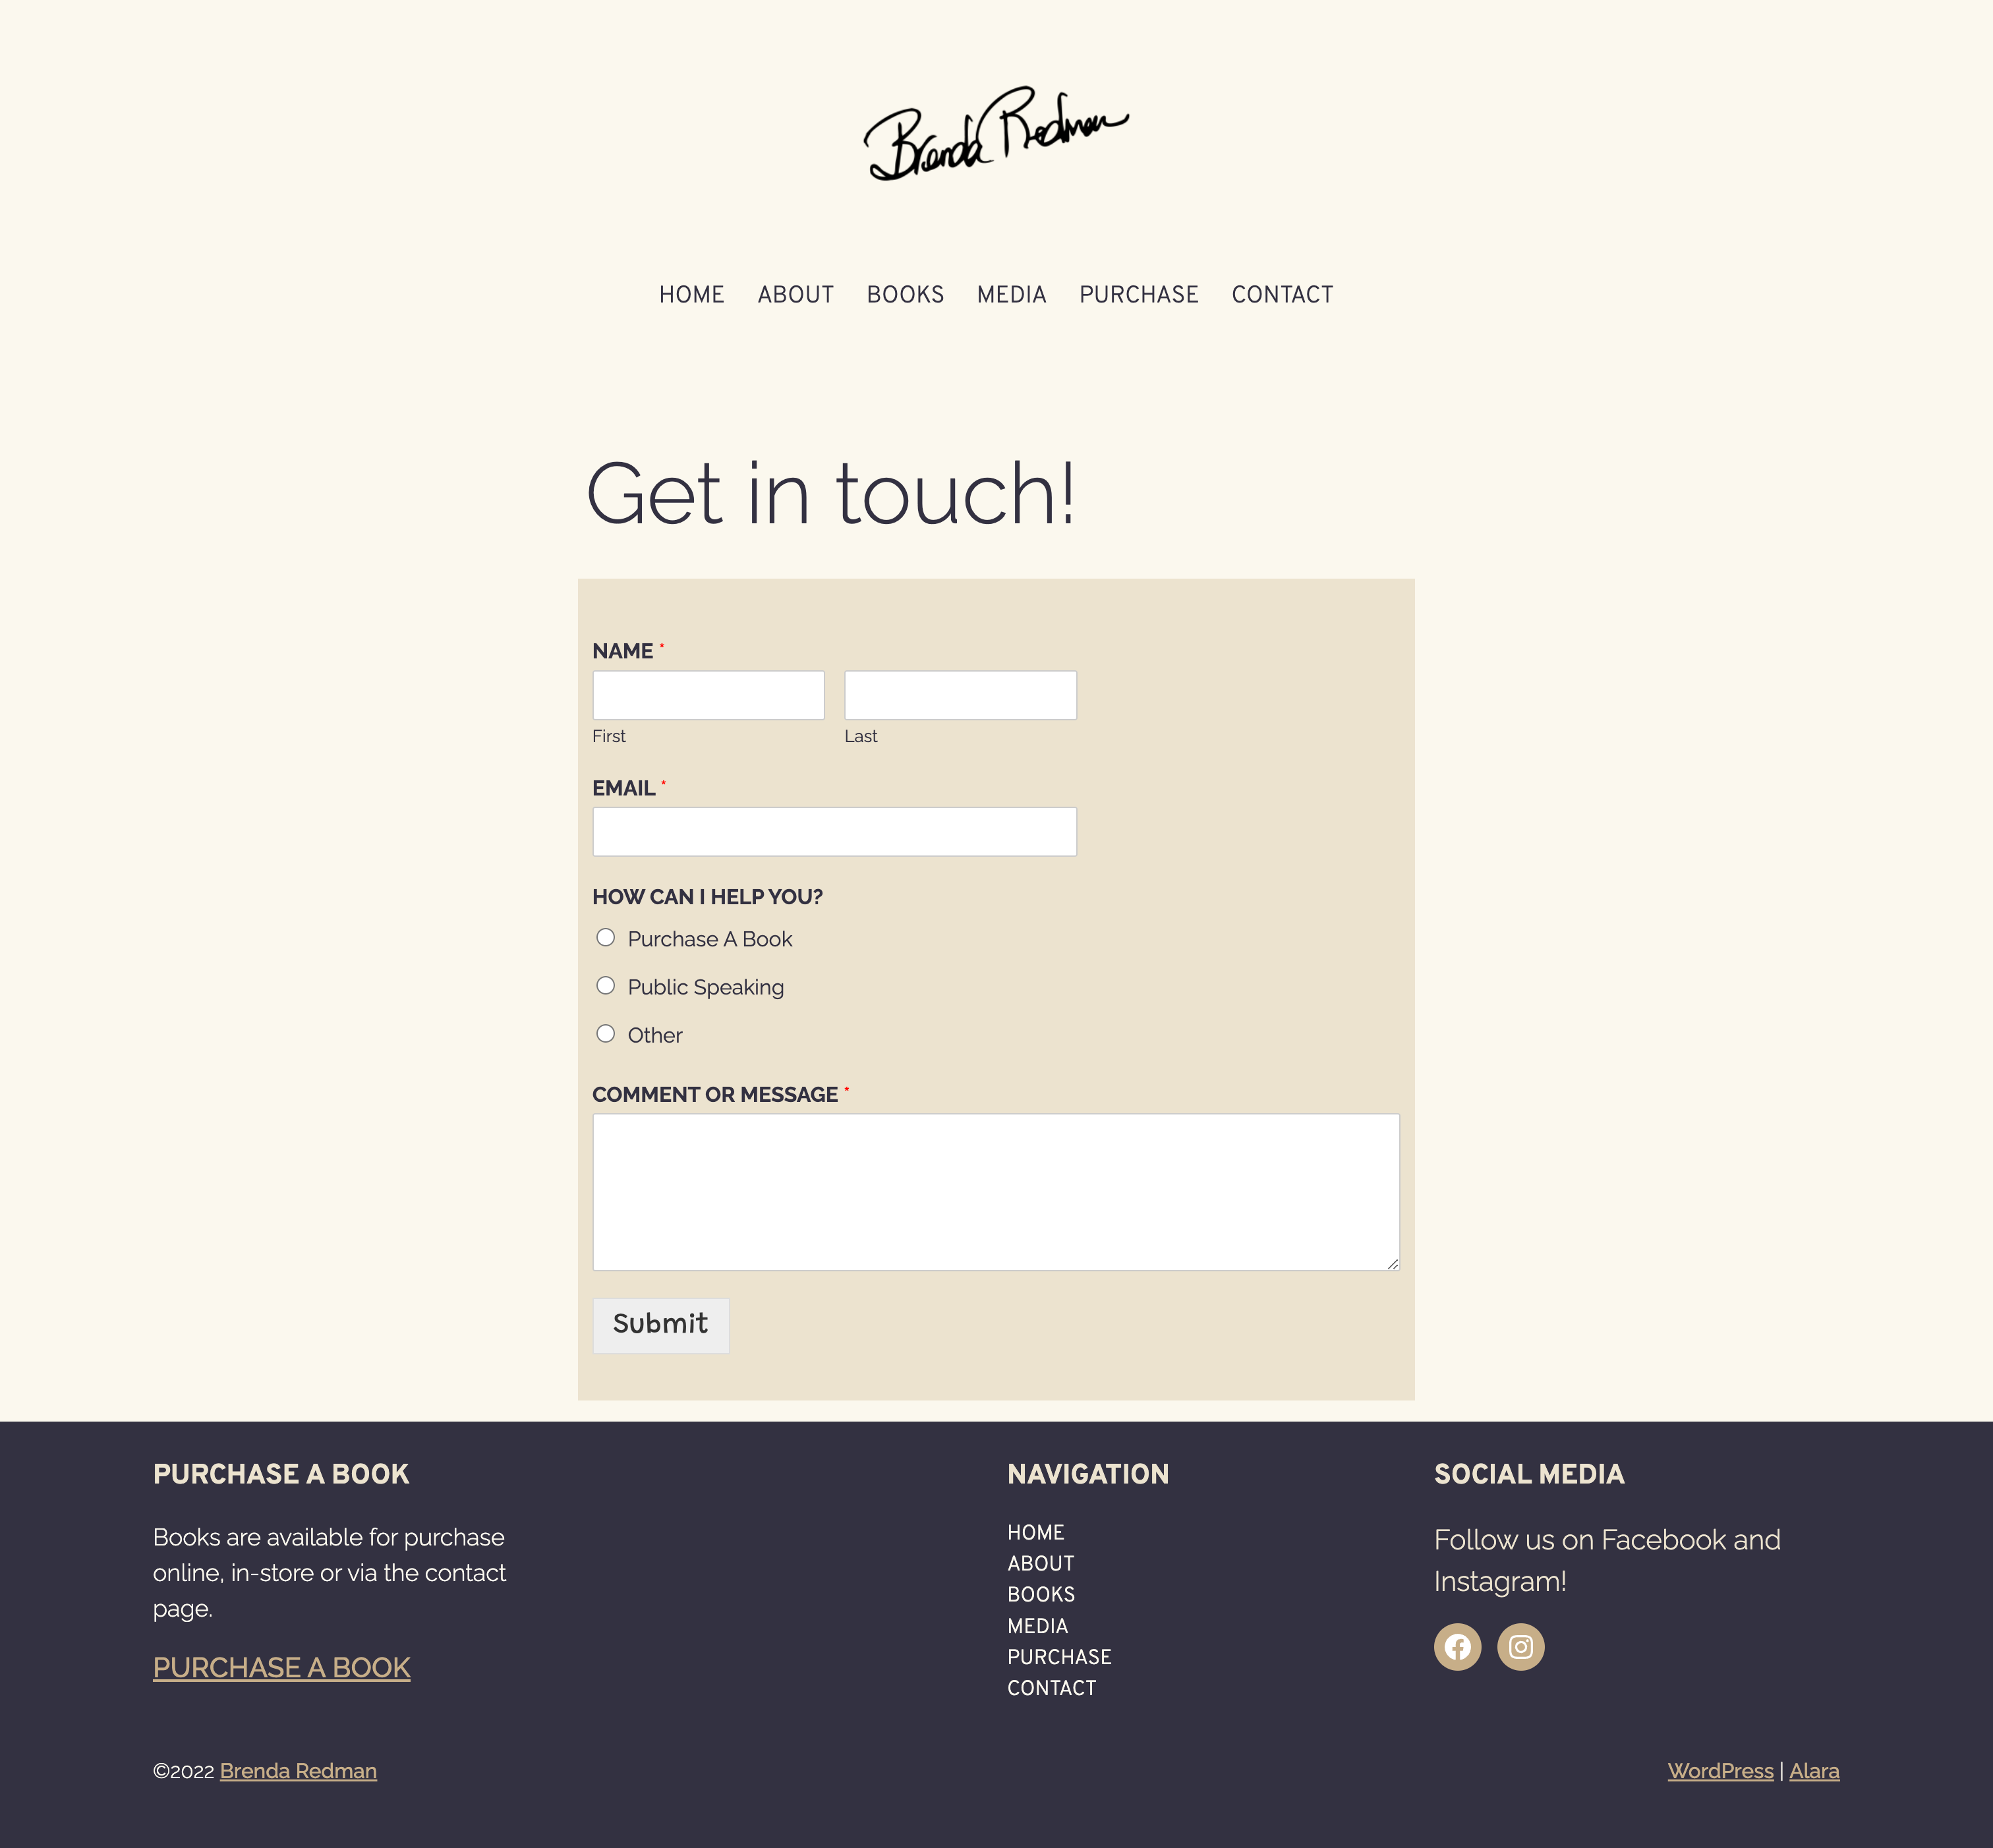 Brenda Redman
HOME ABOUT BOOKS MEDIA PURCHASE CONTACT
Get in touch!
NAME *
First Last
EMAIL *
HOW CAN I HELP YOU?
Purchase A Book
Public Speaking
Other
COMMENT OR MESSAGE *
Submit
PURCHASE A BOOK
Books are available for purchase
online, in-store or via the contact
page.
PURCHASE A BOOK
NAVIGATION
HOME
ABOUT
BOOKS
MEDIA
PURCHASE
CONTACT
SOCIAL MEDIA
Follow us on Facebook and
Instagram!
©2022 Brenda Redman
WordPress | Alara